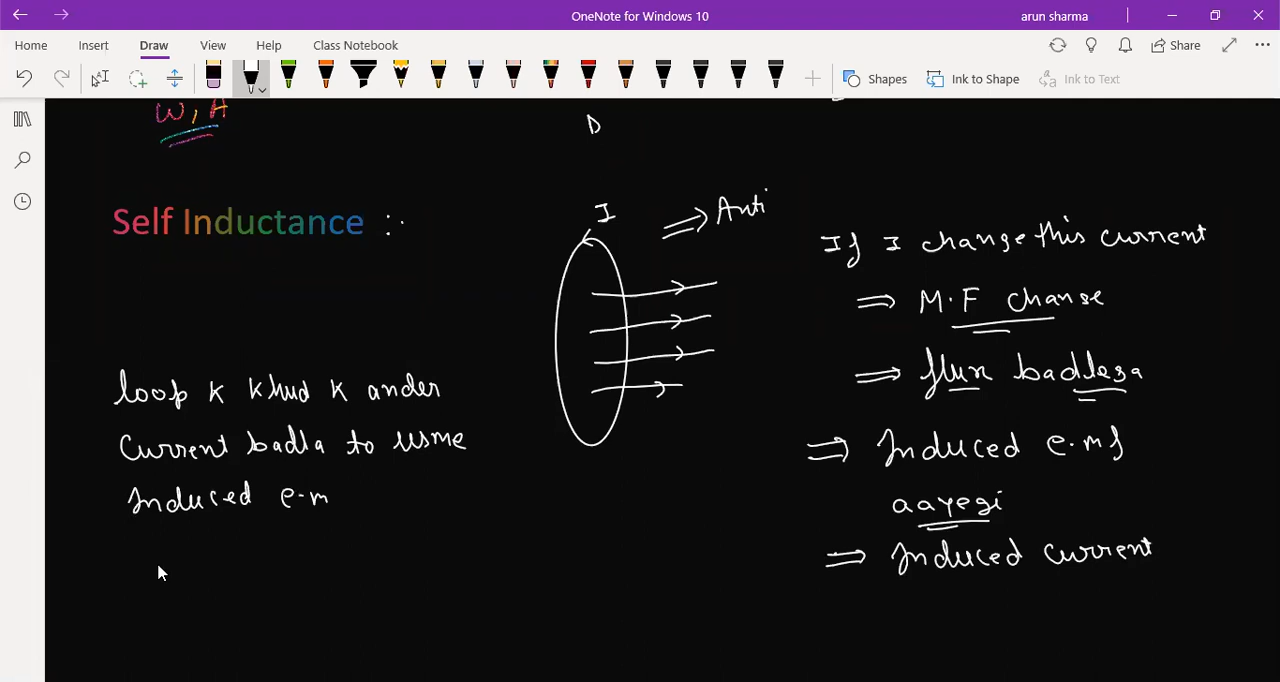 OneNote for Windows 10
arun sharma
Home Insert Draw View Help Class Notebook
Share
Shapes
Ink to Shape
Ink to Text
W, A
D
Self Inductance :
I
⇒ Anti
If I change this current
⇒ M.F change
⇒ flux badlega
⇒ Induced e.mf
aayegi
⇒ Induced current
loop k khud k ander
Current badla to usme
Induced e-m